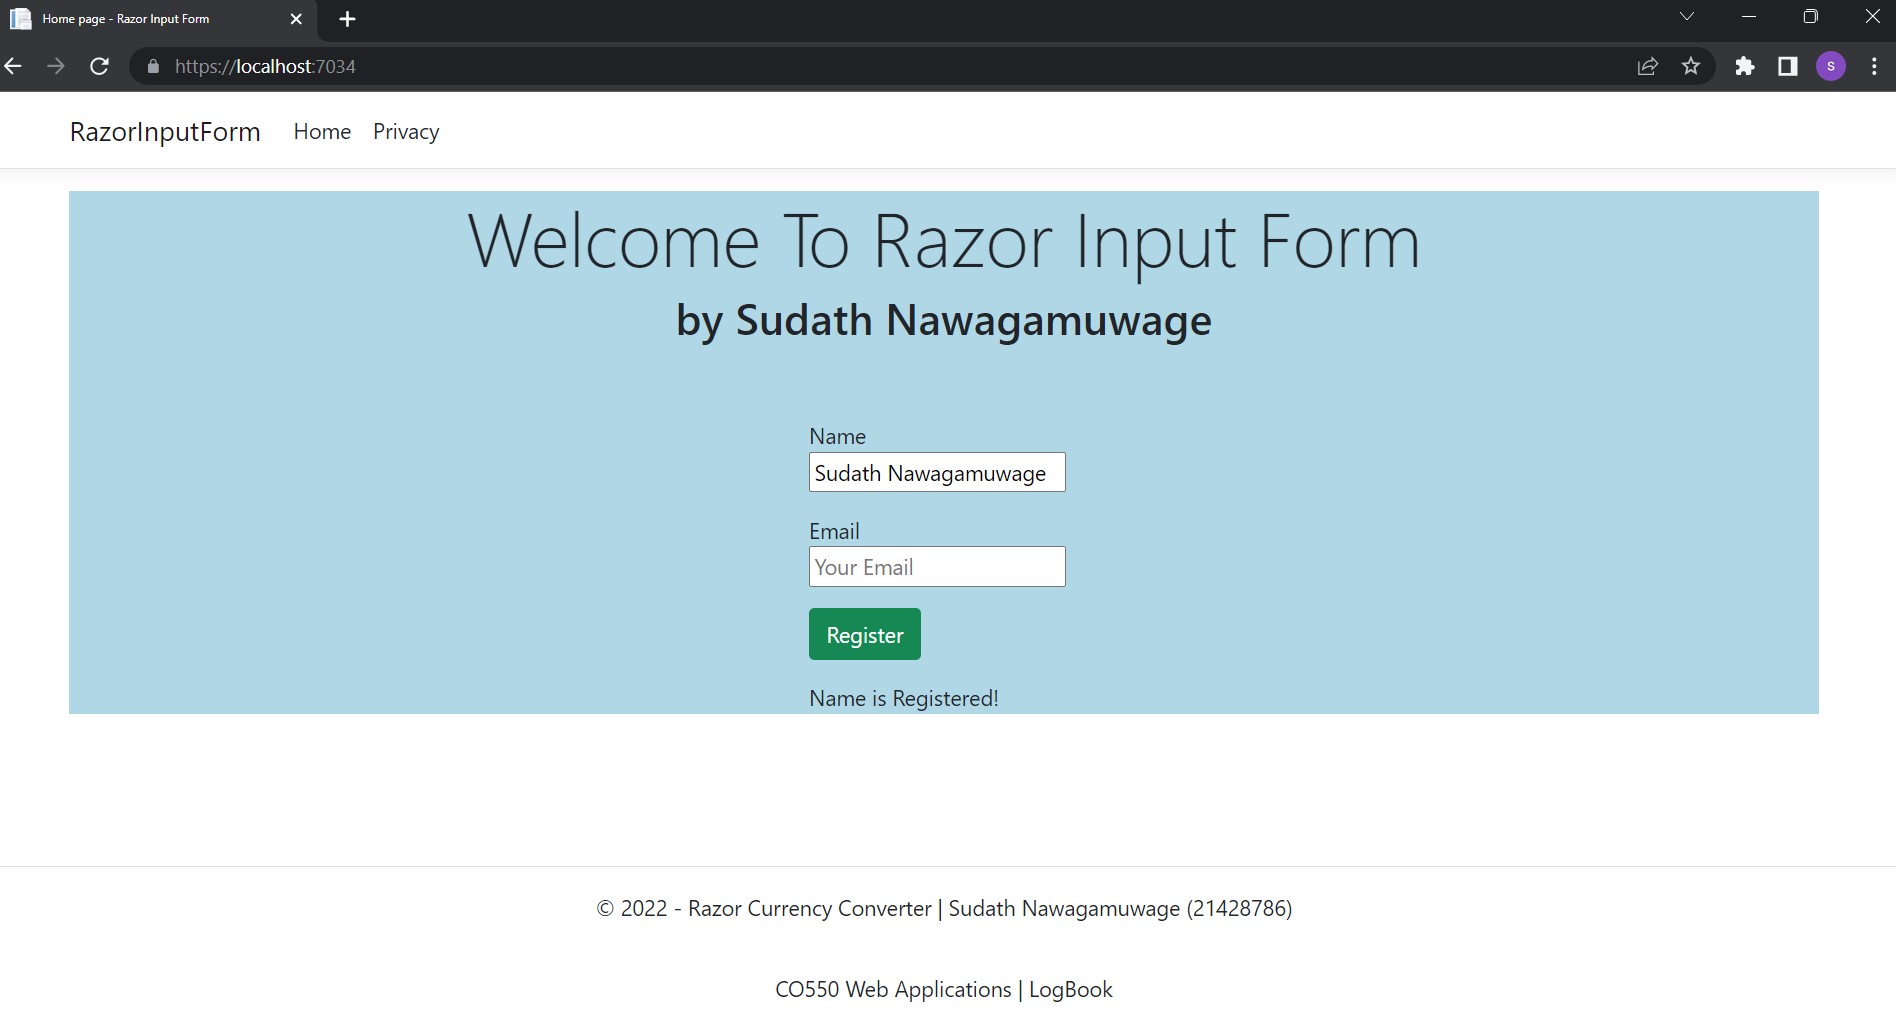 Home page - Razor Input Form
https://localhost:7034
S
RazorInputForm Home Privacy
Welcome To Razor Input Form
by Sudath Nawagamuwage
Name
Sudath Nawagamuwage
Email
Your Email
Register
Name is Registered!
© 2022 - Razor Currency Converter | Sudath Nawagamuwage (21428786)
CO550 Web Applications | LogBook